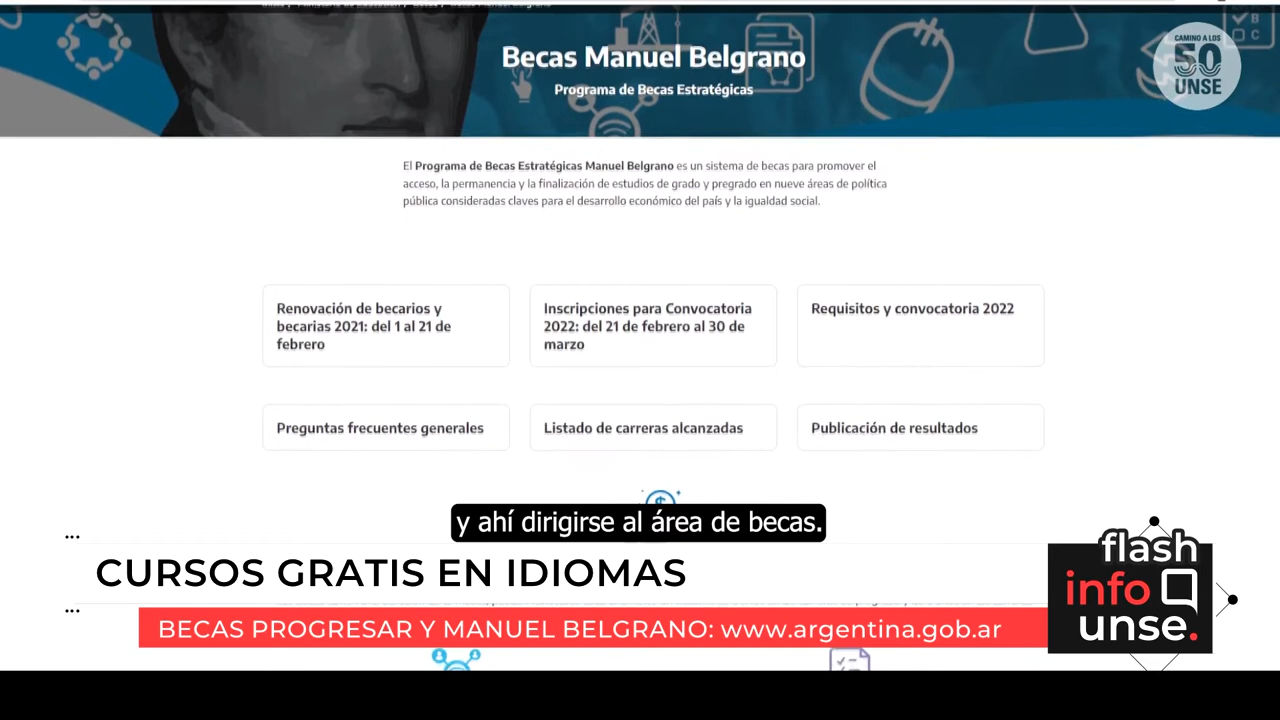 Becas Manuel Belgrano
Programa de Becas Estratégicas
CAMINO A LOS
50
UNSE
B
C
El Programa de Becas Estratégicas Manuel Belgrano es un sistema de becas para promover el
acceso, la permanencia y la finalización de estudios de grado y pregrado en nueve áreas de política
pública consideradas claves para el desarrollo económico del país y la igualdad social.
Renovación de becarios y
becarias 2021: del 1 al 21 de
febrero
Inscripciones para Convocatoria
2022: del 21 de febrero al 30 de
marzo
Requisitos y convocatoria 2022
Preguntas frecuentes generales
Listado de carreras alcanzadas
Publicación de resultados
y ahí dirigirse al área de becas.
CURSOS GRATIS EN IDIOMAS
BECAS PROGRESAR Y MANUEL BELGRANO: www.argentina.gob.ar
flash
info
unse.